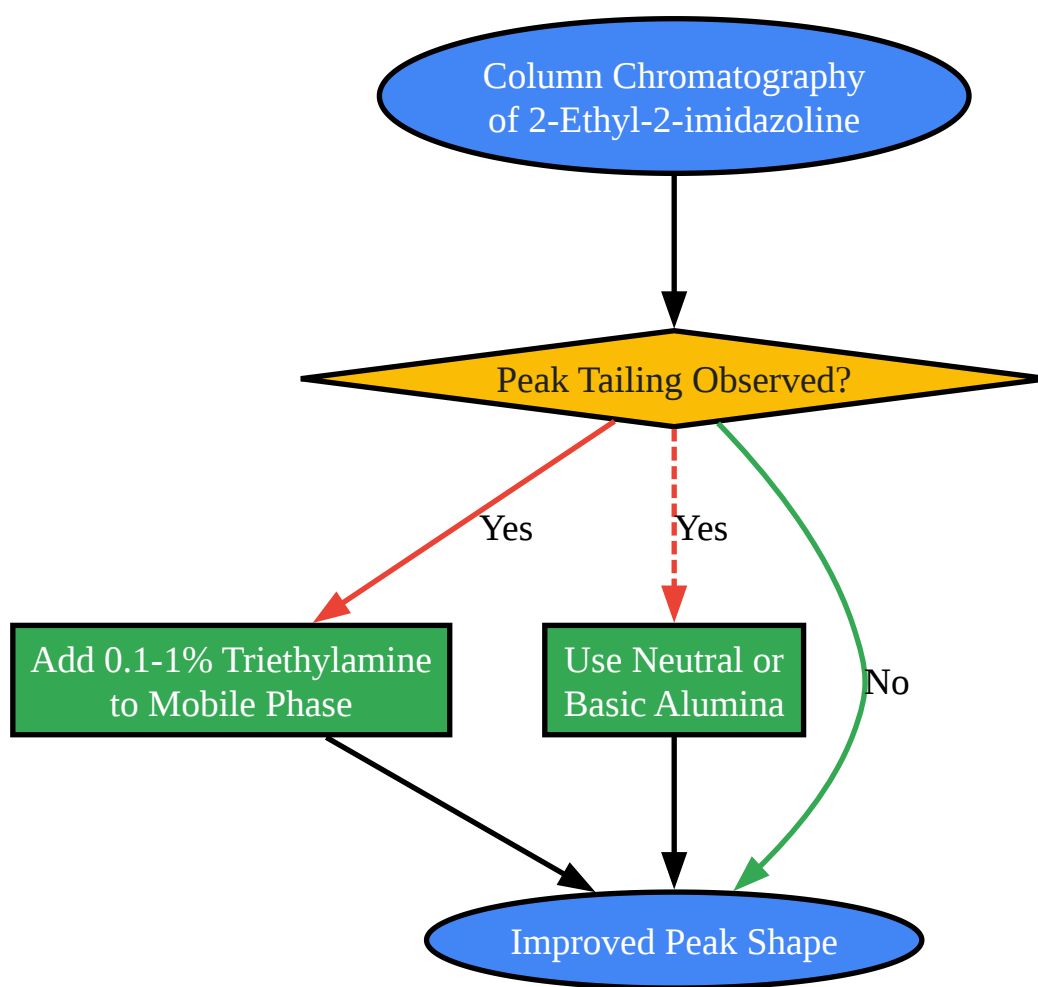 Column Chromatography
of 2-Ethyl-2-imidazoline
Peak Tailing Observed?
Yes
Yes
Add 0.1-1% Triethylamine
to Mobile Phase
Use Neutral or
Basic Alumina
No
Improved Peak Shape